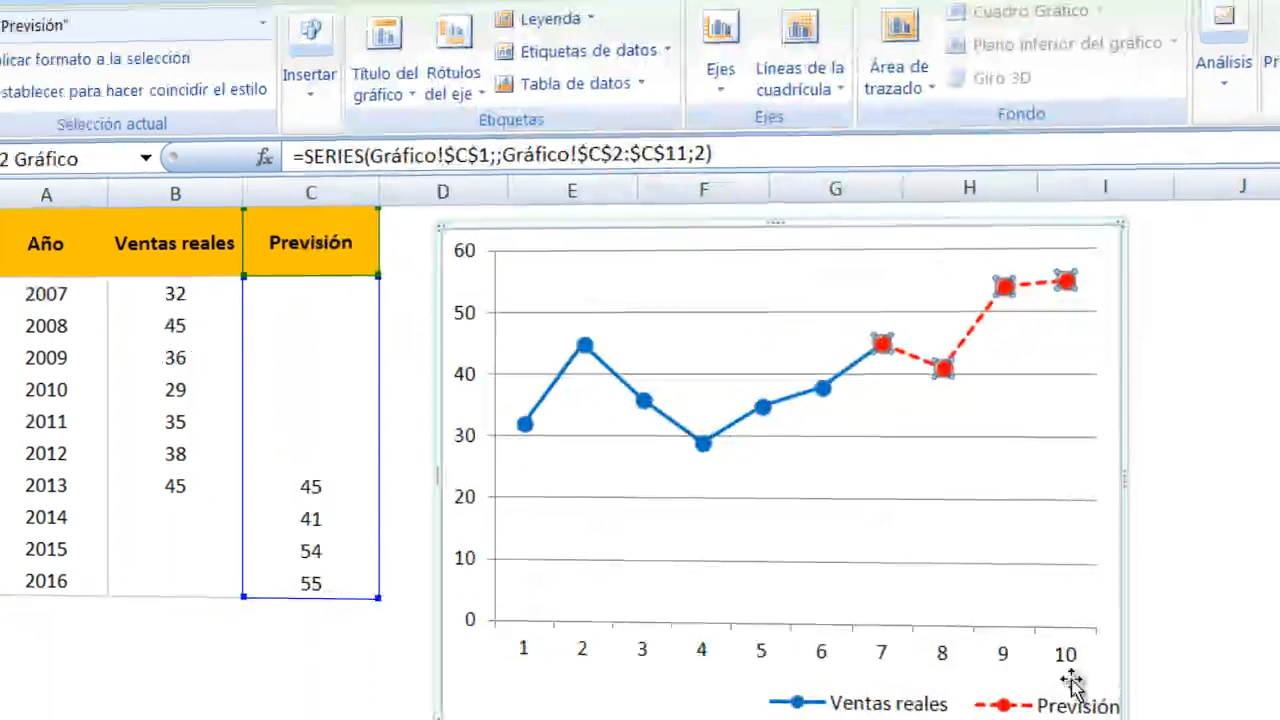 "Previsión"
plicar formato a la selección
establecer para hacer coincidir el estilo
Selección actual
Insertar
Título del gráfico
Rótulos del eje
Leyenda
Etiquetas de datos
Tabla de datos
Etiquetas
Ejes
Líneas de la cuadrícula
Ejes
Área de trazado
Cuadro Gráfico
Plano inferior del gráfico
Giro 3D
Fondo
Análisis
2 Gráfico
fx
=SERIES(Gráfico!$C$1;;Gráfico!$C$2:$C$11;2)
A B C D E F G H I J
Año Ventas reales Previsión
2007 32
2008 45
2009 36
2010 29
2011 35
2012 38
2013 45 45
2014 41
2015 54
2016 55
60
50
40
30
20
10
0
1 2 3 4 5 6 7 8 9 10
Ventas reales Previsión